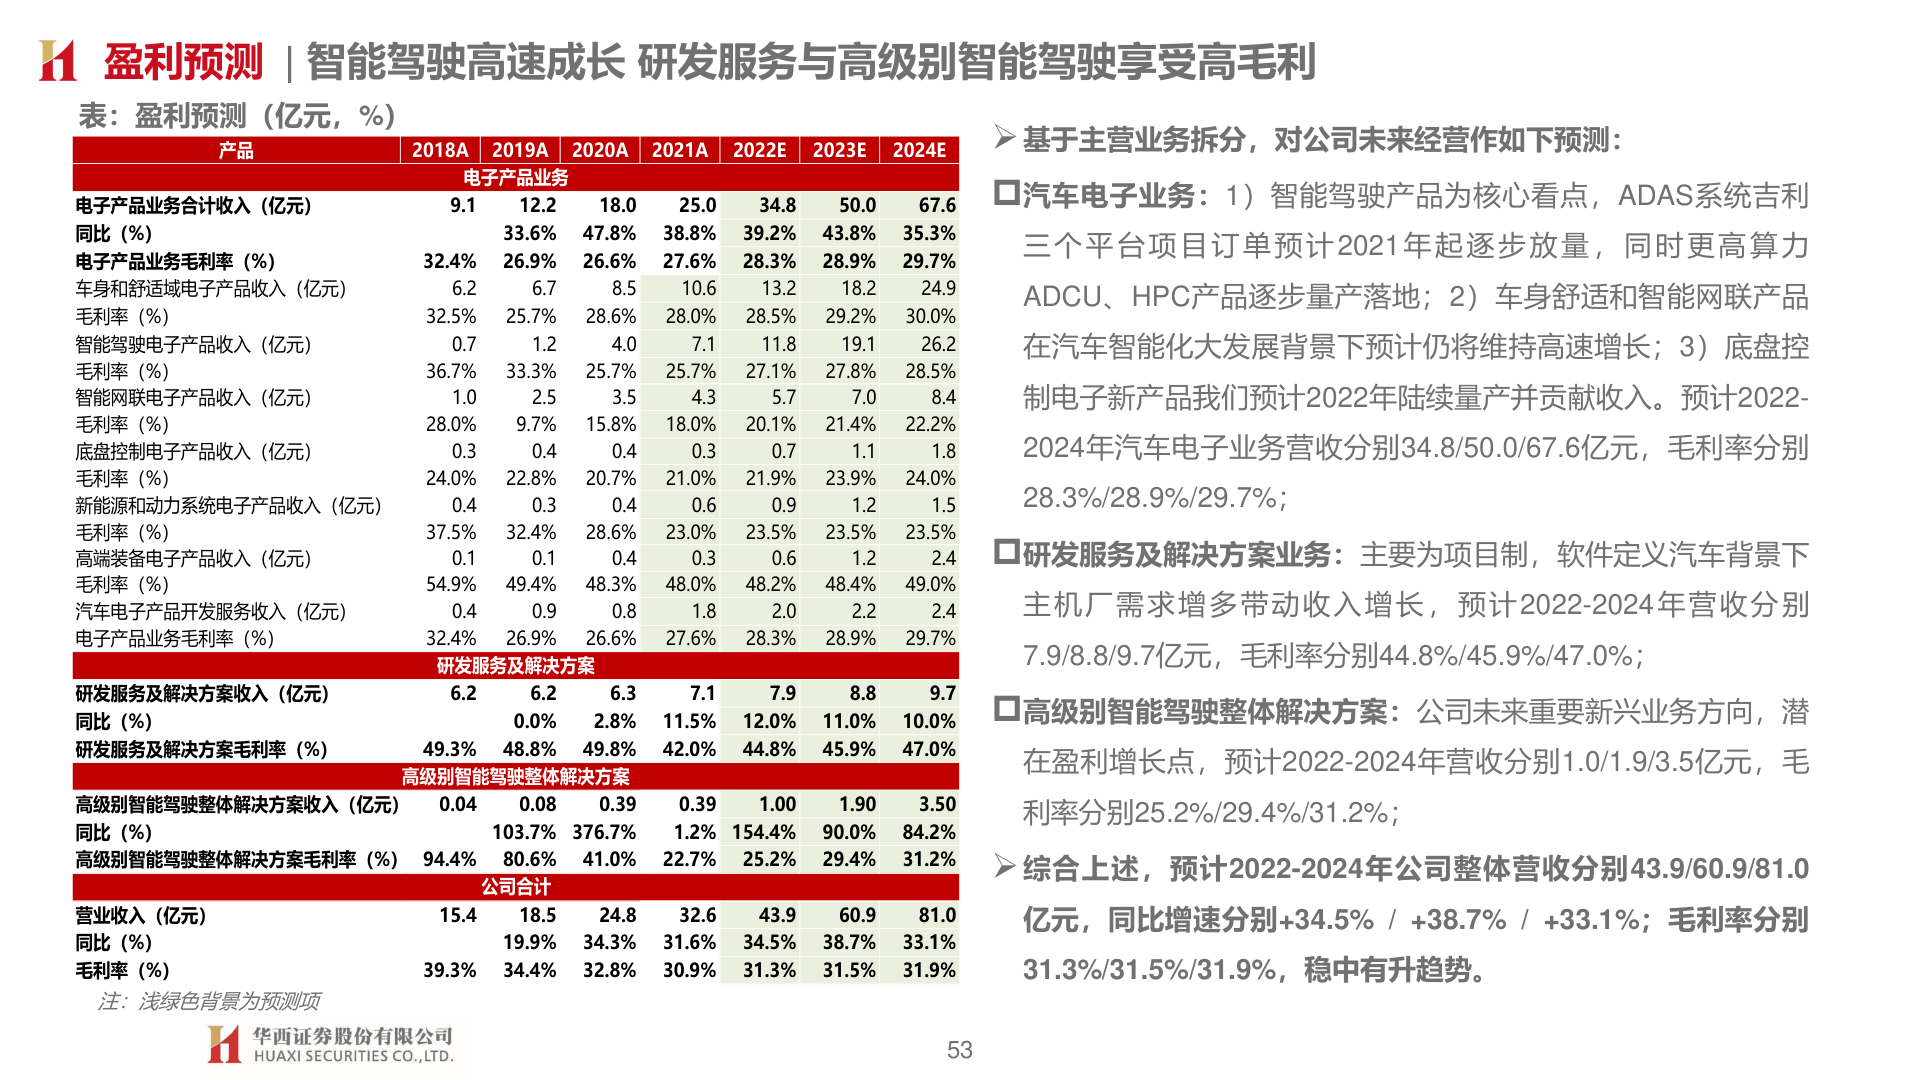 盈利预测 | 智能驾驶高速成长 研发服务与高级别智能驾驶享受高毛利
表：盈利预测（亿元，%）
产品 2018A 2019A 2020A 2021A 2022E 2023E 2024E
电子产品业务
电子产品业务合计收入（亿元） 9.1 12.2 18.0 25.0 34.8 50.0 67.6
同比（%） 33.6% 47.8% 38.8% 39.2% 43.8% 35.3%
电子产品业务毛利率（%） 32.4% 26.9% 26.6% 27.6% 28.3% 28.9% 29.7%
车身和舒适域电子产品收入（亿元） 6.2 6.7 8.5 10.6 13.2 18.2 24.9
毛利率（%） 32.5% 25.7% 28.6% 28.0% 28.5% 29.2% 30.0%
智能驾驶电子产品收入（亿元） 0.7 1.2 4.0 7.1 11.8 19.1 26.2
毛利率（%） 36.7% 33.3% 25.7% 25.7% 27.1% 27.8% 28.5%
智能网联电子产品收入（亿元） 1.0 2.5 3.5 4.3 5.7 7.0 8.4
毛利率（%） 28.0% 9.7% 15.8% 18.0% 20.1% 21.4% 22.2%
底盘控制电子产品收入（亿元） 0.3 0.4 0.4 0.3 0.7 1.1 1.8
毛利率（%） 24.0% 22.8% 20.7% 21.0% 21.9% 23.9% 24.0%
新能源和动力系统电子产品收入（亿元） 0.4 0.3 0.4 0.6 0.9 1.2 1.5
毛利率（%） 37.5% 32.4% 28.6% 23.0% 23.5% 23.5% 23.5%
高端装备电子产品收入（亿元） 0.1 0.1 0.4 0.3 0.6 1.2 2.4
毛利率（%） 54.9% 49.4% 48.3% 48.0% 48.2% 48.4% 49.0%
汽车电子产品开发服务收入（亿元） 0.4 0.9 0.8 1.8 2.0 2.2 2.4
电子产品业务毛利率（%） 32.4% 26.9% 26.6% 27.6% 28.3% 28.9% 29.7%
研发服务及解决方案
研发服务及解决方案收入（亿元） 6.2 6.2 6.3 7.1 7.9 8.8 9.7
同比（%） 0.0% 2.8% 11.5% 12.0% 11.0% 10.0%
研发服务及解决方案毛利率（%） 49.3% 48.8% 49.8% 42.0% 44.8% 45.9% 47.0%
高级别智能驾驶整体解决方案
高级别智能驾驶整体解决方案收入（亿元） 0.04 0.08 0.39 0.39 1.00 1.90 3.50
同比（%） 103.7% 376.7% 1.2% 154.4% 90.0% 84.2%
高级别智能驾驶整体解决方案毛利率（%） 94.4% 80.6% 41.0% 22.7% 25.2% 29.4% 31.2%
公司合计
营业收入（亿元） 15.4 18.5 24.8 32.6 43.9 60.9 81.0
同比（%） 19.9% 34.3% 31.6% 34.5% 38.7% 33.1%
毛利率（%） 39.3% 34.4% 32.8% 30.9% 31.3% 31.5% 31.9%
注：浅绿色背景为预测项
基于主营业务拆分，对公司未来经营作如下预测：
汽车电子业务：1）智能驾驶产品为核心看点，ADAS系统吉利
三个平台项目订单预计2021年起逐步放量，同时更高算力
ADCU、HPC产品逐步量产落地；2）车身舒适和智能网联产品
在汽车智能化大发展背景下预计仍将维持高速增长；3）底盘控
制电子新产品我们预计2022年陆续量产并贡献收入。预计2022-
2024年汽车电子业务营收分别34.8/50.0/67.6亿元，毛利率分别
28.3%/28.9%/29.7%；
研发服务及解决方案业务：主要为项目制，软件定义汽车背景下
主机厂需求增多带动收入增长，预计2022-2024年营收分别
7.9/8.8/9.7亿元，毛利率分别44.8%/45.9%/47.0%；
高级别智能驾驶整体解决方案：公司未来重要新兴业务方向，潜
在盈利增长点，预计2022-2024年营收分别1.0/1.9/3.5亿元，毛
利率分别25.2%/29.4%/31.2%；
综合上述，预计2022-2024年公司整体营收分别43.9/60.9/81.0
亿元，同比增速分别+34.5% / +38.7% / +33.1%；毛利率分别
31.3%/31.5%/31.9%，稳中有升趋势。
华西证券股份有限公司
HUAXI SECURITIES CO.,LTD.
53